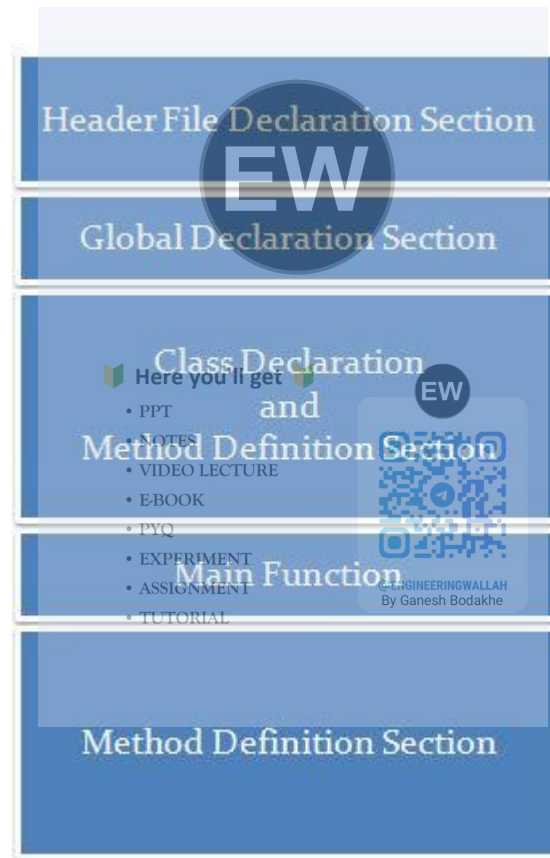 Header File Declaration Section
EW
Global Declaration Section
Class Declaration
and
Method Definition Section
Here you'll get
• PPT
• NOTES
• VIDEO LECTURE
• E-BOOK
• PYQ
• EXPERIMENT
• ASSIGNMENT
• TUTORIAL
EW
@ENGINEERINGWALLAH
By Ganesh Bodakhe
Main Function
Method Definition Section